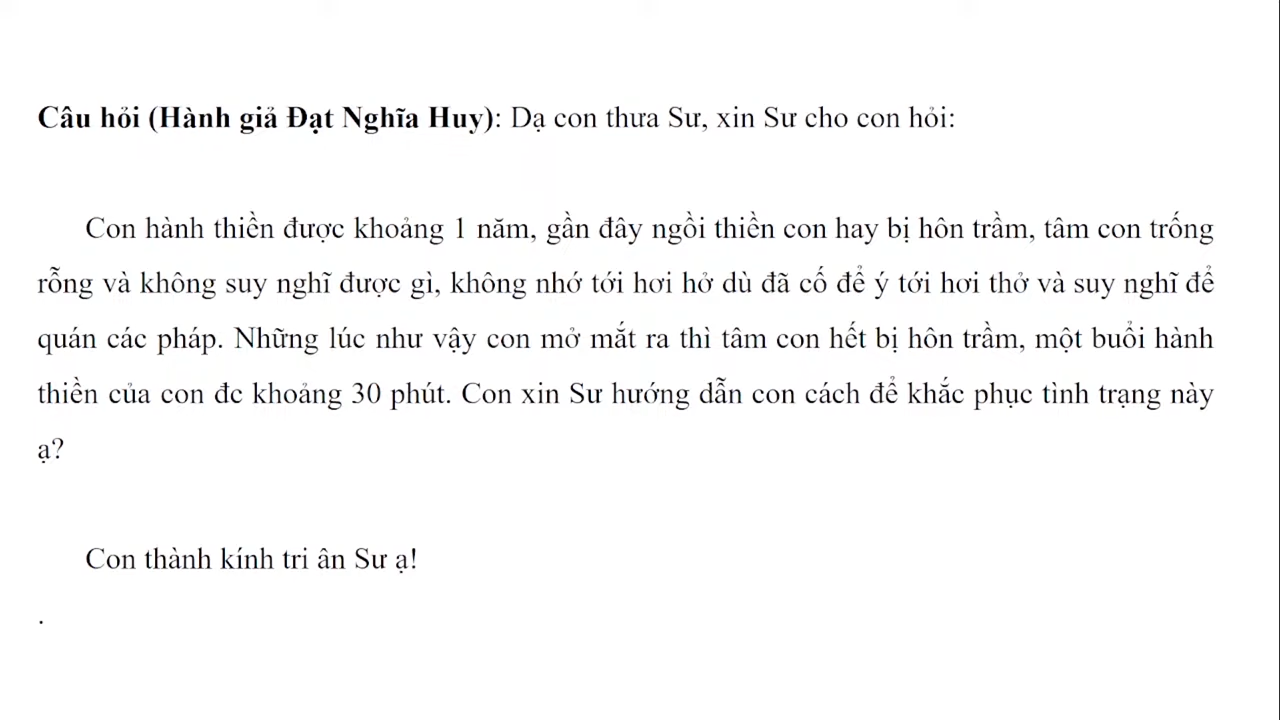 Câu hỏi (Hành giả Đạt Nghĩa Huy): Dạ con thưa Sư, xin Sư cho con hỏi:
Con hành thiền được khoảng 1 năm, gần đây ngồi thiền con hay bị hôn trầm, tâm con trống
rỗng và không suy nghĩ được gì, không nhớ tới hơi hở dù đã cố để ý tới hơi thở và suy nghĩ để
quán các pháp. Những lúc như vậy con mở mắt ra thì tâm con hết bị hôn trầm, một buổi hành
thiền của con đc khoảng 30 phút. Con xin Sư hướng dẫn con cách để khắc phục tình trạng này
ạ?
Con thành kính tri ân Sư ạ!
.